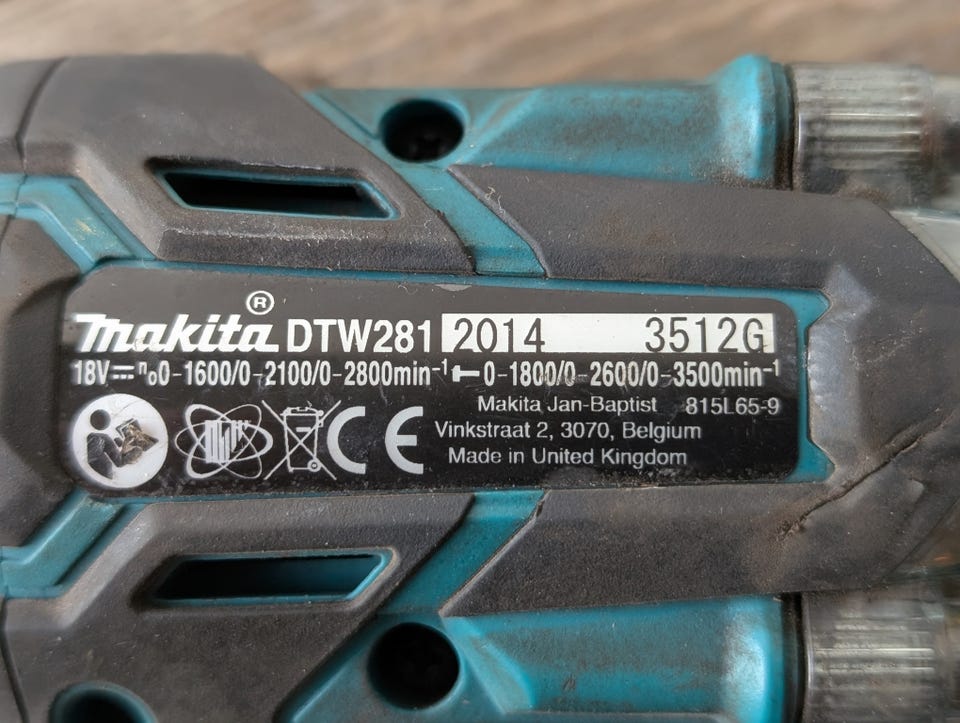 makita® DTW281 2014 3512G
18V⎓ n₀0-1600/0-2100/0-2800min⁻¹ 0-1800/0-2600/0-3500min⁻¹
Makita Jan-Baptist 815L65-9
Vinkstraat 2, 3070, Belgium
Made in United Kingdom
CE